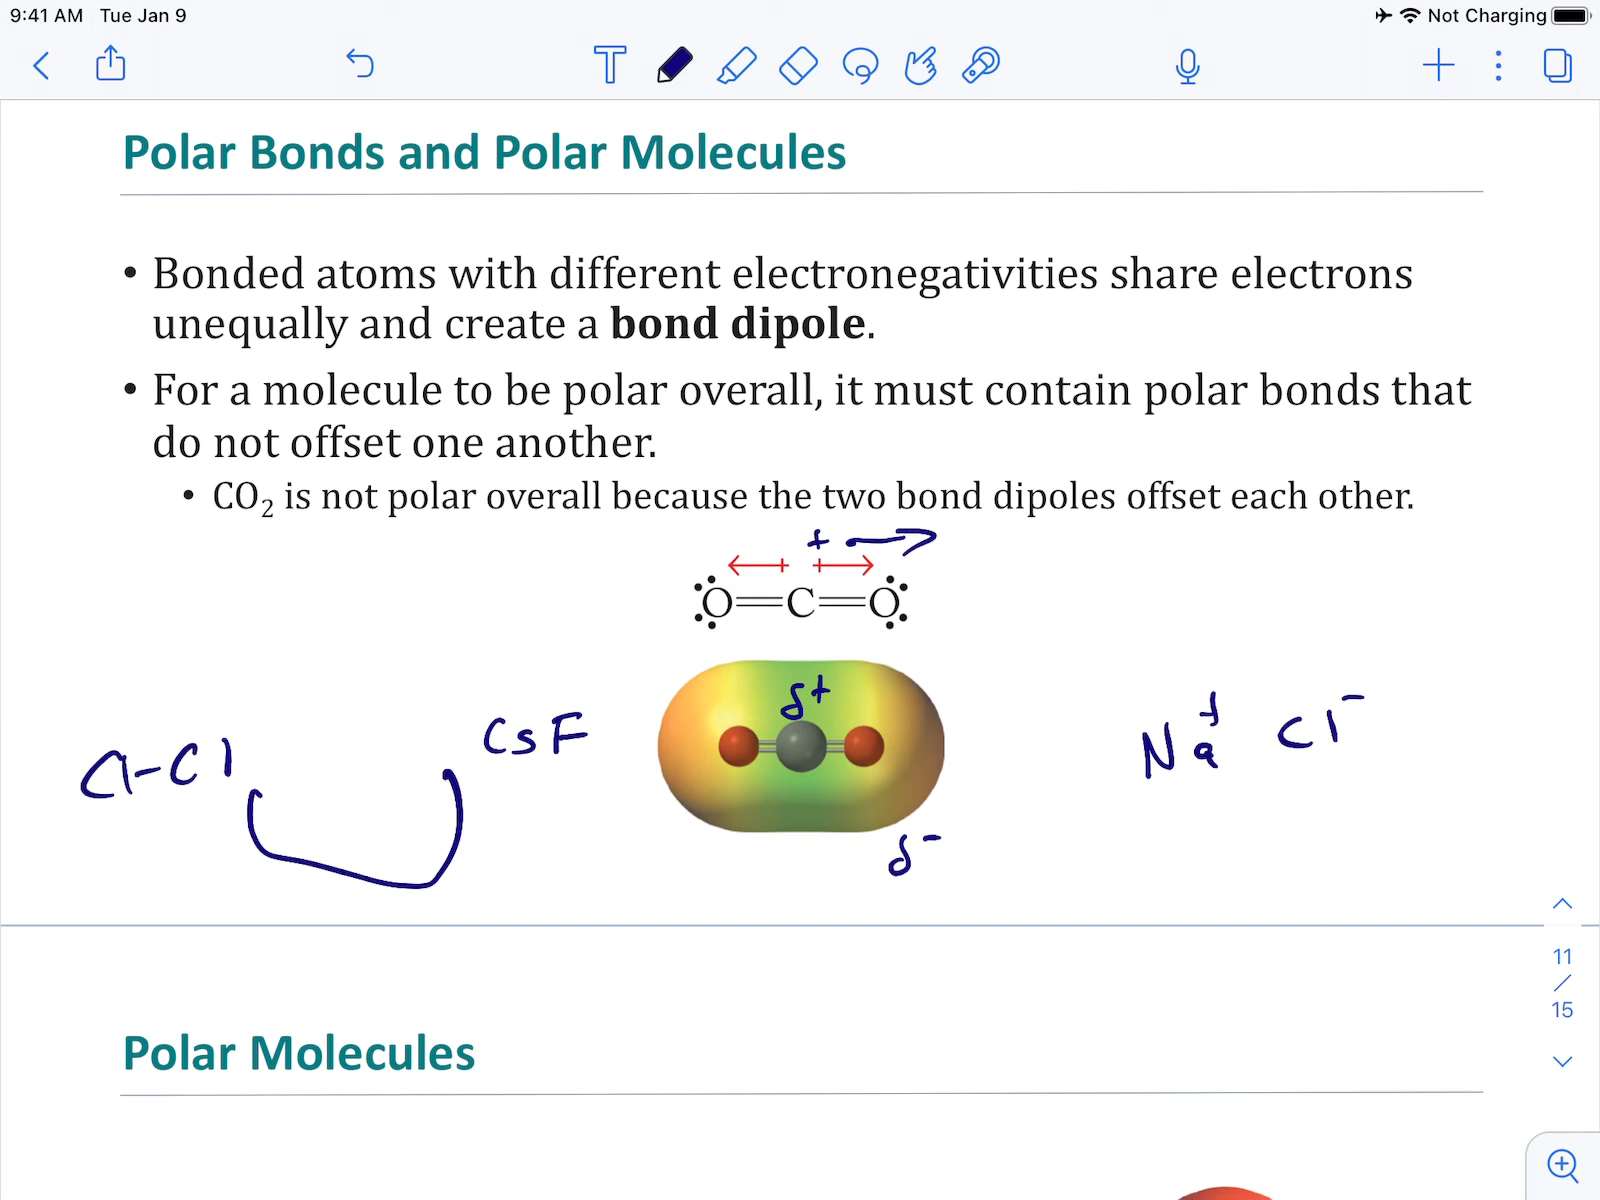 9:41 AM Tue Jan 9 Not Charging
Polar Bonds and Polar Molecules
• Bonded atoms with different electronegativities share electrons
unequally and create a bond dipole.
• For a molecule to be polar overall, it must contain polar bonds that
do not offset one another.
• CO₂ is not polar overall because the two bond dipoles offset each other.
+
O=C=O
δ+
Cl-Cl
CsF
Na⁺ Cl⁻
δ-
11
/
15
Polar Molecules